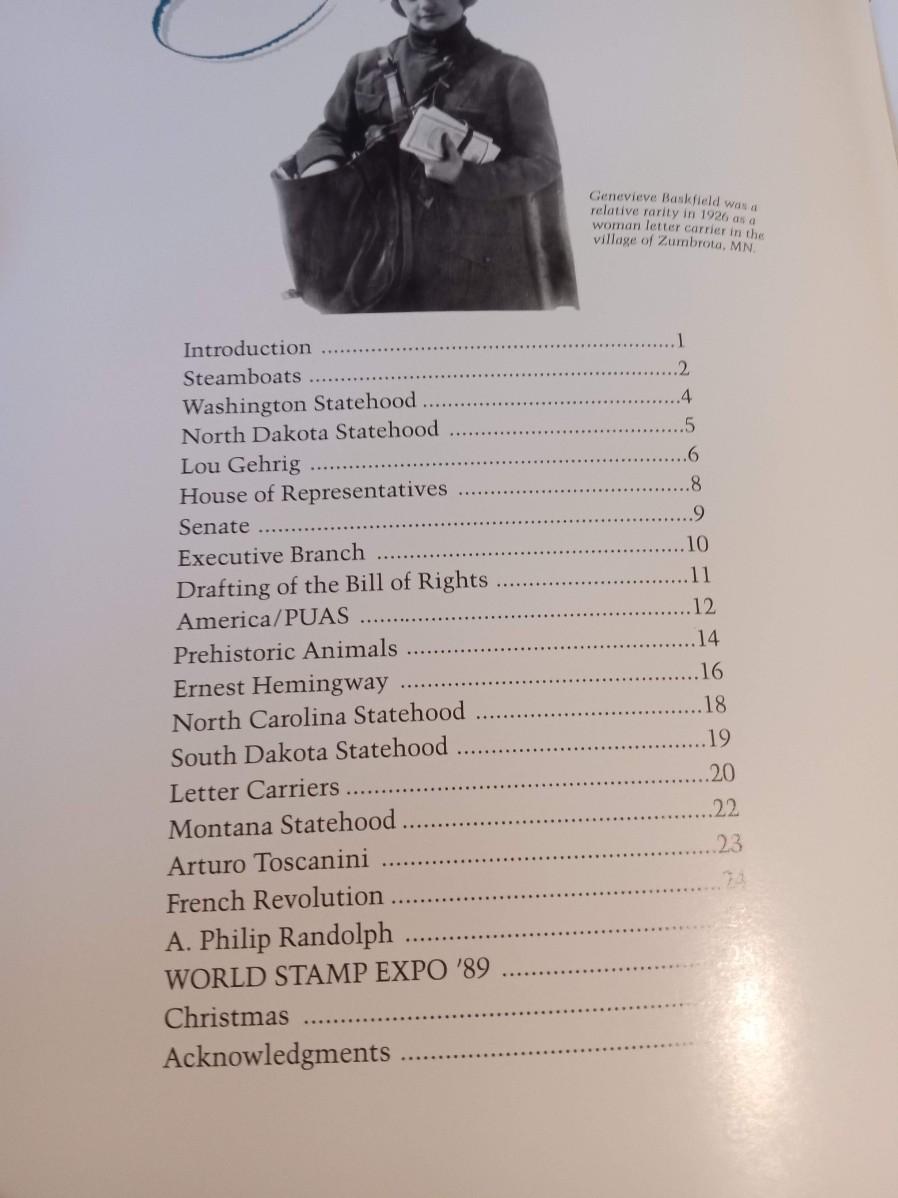 Genevieve Baskfield was a
relative rarity in 1926 as a
woman letter carrier in the
village of Zumbrota, MN.
Introduction ..........................................................1
Steamboats ............................................................2
Washington Statehood ..........................................4
North Dakota Statehood .......................................5
Lou Gehrig ..............................................................6
House of Representatives ......................................8
Senate ......................................................................9
Executive Branch ..................................................10
Drafting of the Bill of Rights ...............................11
America/PUAS ......................................................12
Prehistoric Animals ...............................................14
Ernest Hemingway ................................................16
North Carolina Statehood .....................................18
South Dakota Statehood ........................................19
Letter Carriers ..........................................................20
Montana Statehood .................................................22
Arturo Toscanini .....................................................23
French Revolution ...................................................24
A. Philip Randolph ..............................................
WORLD STAMP EXPO '89 ................................
Christmas ..............................................................
Acknowledgments ..............................................